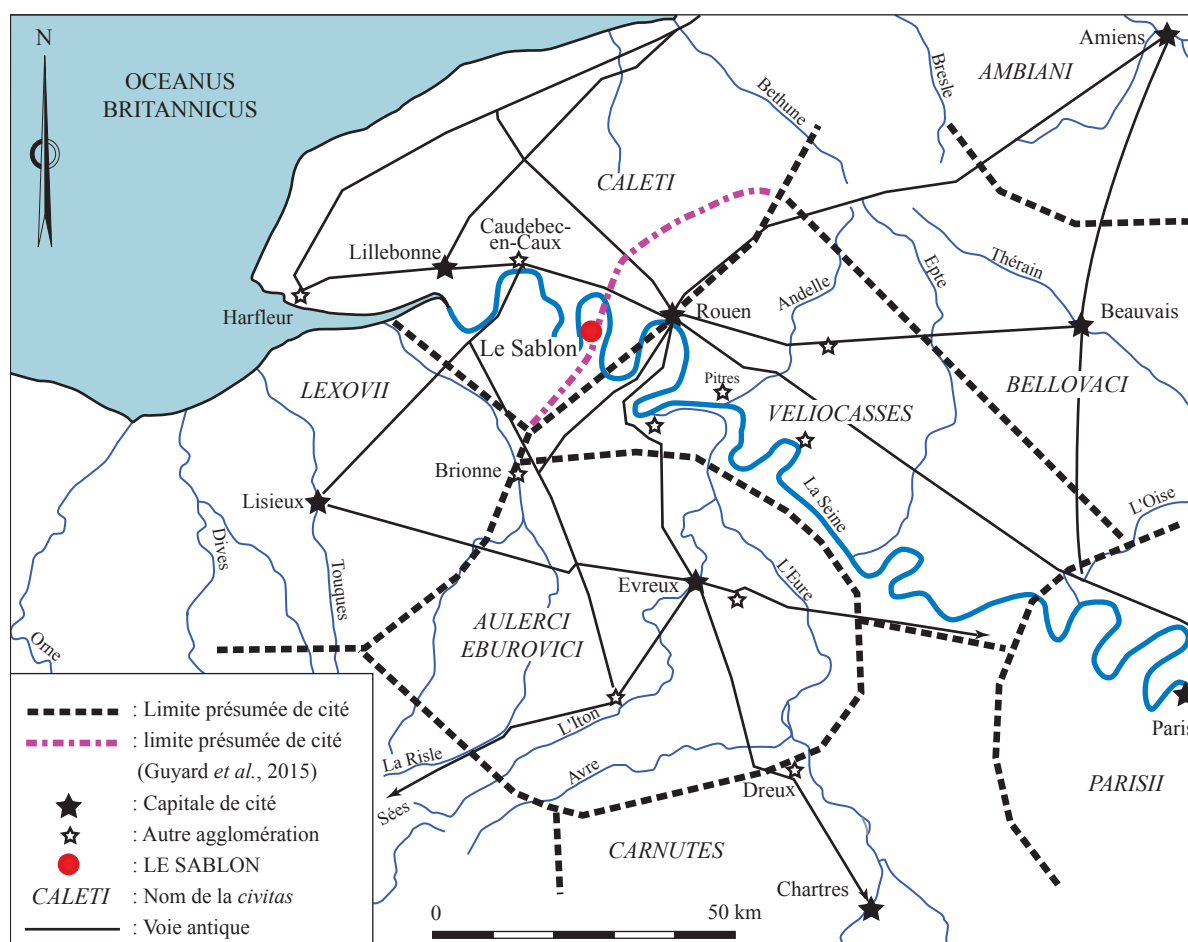 N
OCEANUS
BRITANNICUS
Amiens
AMBIANI
Bresle
Bethune
CALETI
Caudebec-
en-Caux
Lillebonne
Harfleur
Rouen
Le Sablon
Andelle
Epte
Thérain
Beauvais
LEXOVII
Pitres
VELIOCASSES
BELLOVACI
Brionne
Lisieux
La Seine
L'Oise
Dives
Touques
Orne
Evreux
L'Eure
AULERCI
EBUROVICI
L'Iton
La Risle
Avre
Sées
Dreux
Paris
PARISII
CARNUTES
Chartres
: Limite présumée de cité
: limite présumée de cité
(Guyard et al., 2015)
: Capitale de cité
: Autre agglomération
: LE SABLON
CALETI : Nom de la civitas
: Voie antique
0 50 km